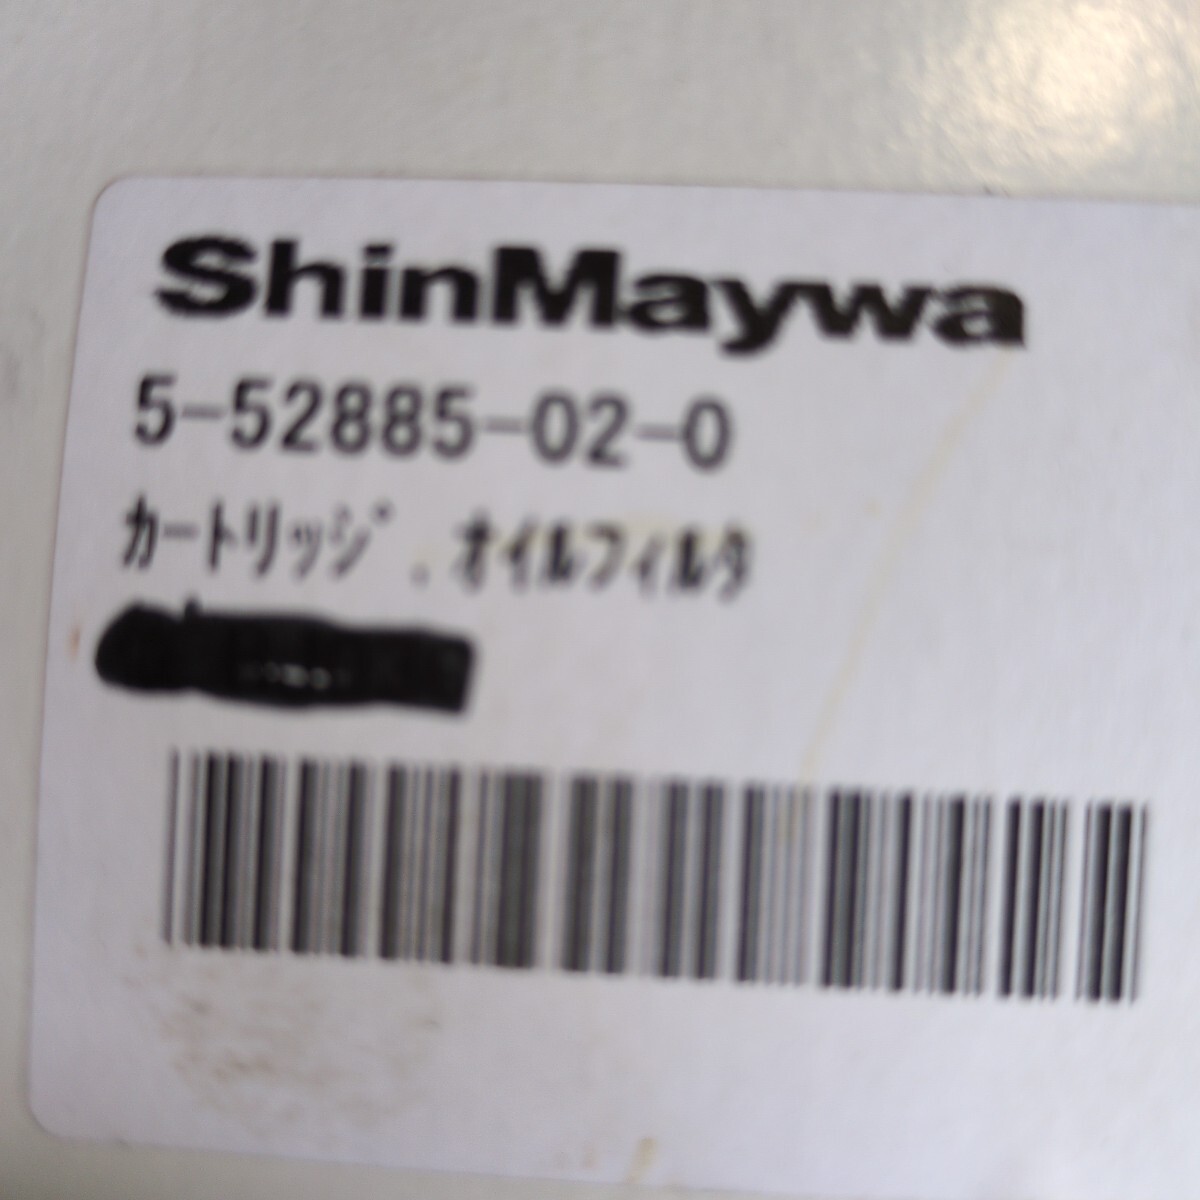 ShinMaywa
5-52885-02-0
ｶｰﾄﾘｯｼﾞ.ｵｲﾙﾌｨﾙﾀ